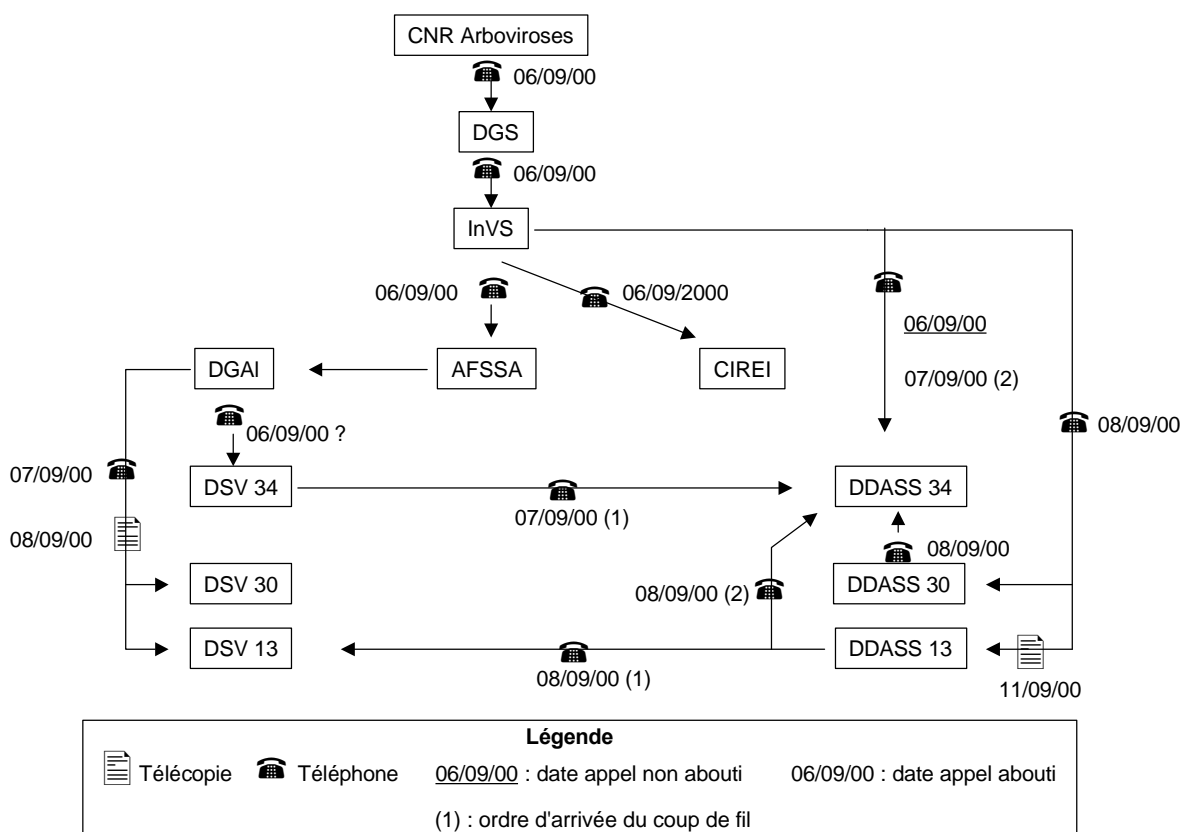 CNR Arboviroses
06/09/00
DGS
06/09/00
InVS
06/09/00
06/09/2000
06/09/00
07/09/00 (2)
DGAI
AFSSA
CIREI
08/09/00
06/09/00 ?
07/09/00
DSV 34
DDASS 34
07/09/00 (1)
08/09/00
08/09/00
DSV 30
08/09/00 (2)
DDASS 30
DSV 13
DDASS 13
08/09/00 (1)
11/09/00
Légende
Télécopie Téléphone 06/09/00 : date appel non abouti 06/09/00 : date appel abouti
(1) : ordre d'arrivée du coup de fil